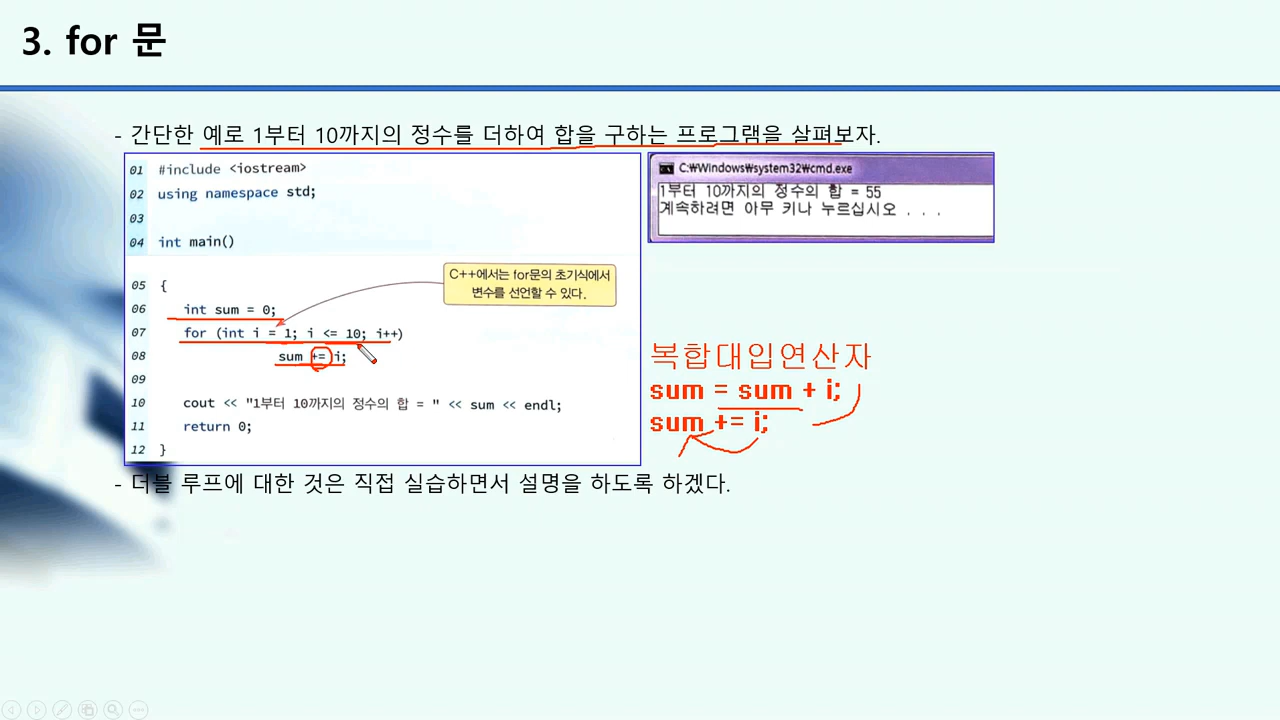 3. for 문
- 간단한 예로 1부터 10까지의 정수를 더하여 합을 구하는 프로그램을 살펴보자.
01 #include <iostream>
02 using namespace std;
03
04 int main()
05 {
06 int sum = 0;
07 for (int i = 1; i <= 10; i++)
08 sum += i;
09
10 cout << "1부터 10까지의 정수의 합 = " << sum << endl;
11 return 0;
12 }
C++에서는 for문의 초기식에서
변수를 선언할 수 있다.
C:₩Windows₩system32₩cmd.exe
1부터 10까지의 정수의 합 = 55
계속하려면 아무 키나 누르십시오 . . .
복합대입연산자
sum = sum + i;
sum += i;
- 더블 루프에 대한 것은 직접 실습하면서 설명을 하도록 하겠다.